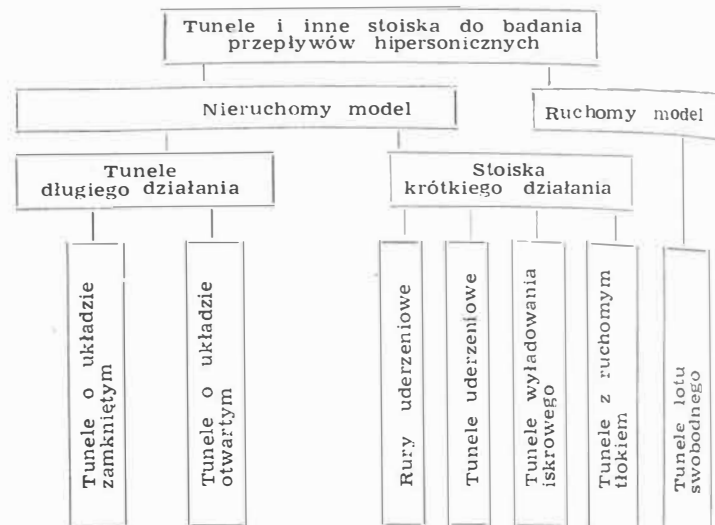 Tunele i inne stoiska do badania
przepływów hipersonicznych
Nieruchomy model
Ruchomy model
Tunele
długiego działania
Stoiska
krótkiego działania
Tunele o układzie
zamkniętym
Tunele o układzie
otwartym
Rury uderzeniowe
Tunele uderzeniowe
Tunele wyładowania
iskrowego
Tunele z ruchomym
tłokiem
Tunele lotu
swobodnego